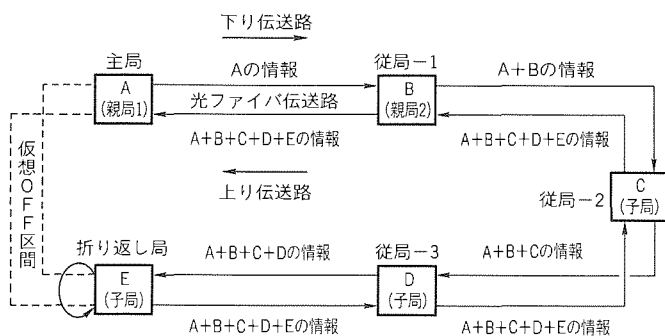 下り伝送路
主局
従局－1
A
(親局1)
Aの情報
B
(親局2)
A＋Bの情報
光ファイバ伝送路
A+B+C+D+Eの情報
A+B+C+D+Eの情報
上り伝送路
仮想OFF区間
従局－2
C
(子局)
折り返し局
従局－3
E
(子局)
A+B+C+Dの情報
D
(子局)
A+B+Cの情報
A+B+C+D+Eの情報
A+B+C+D+Eの情報